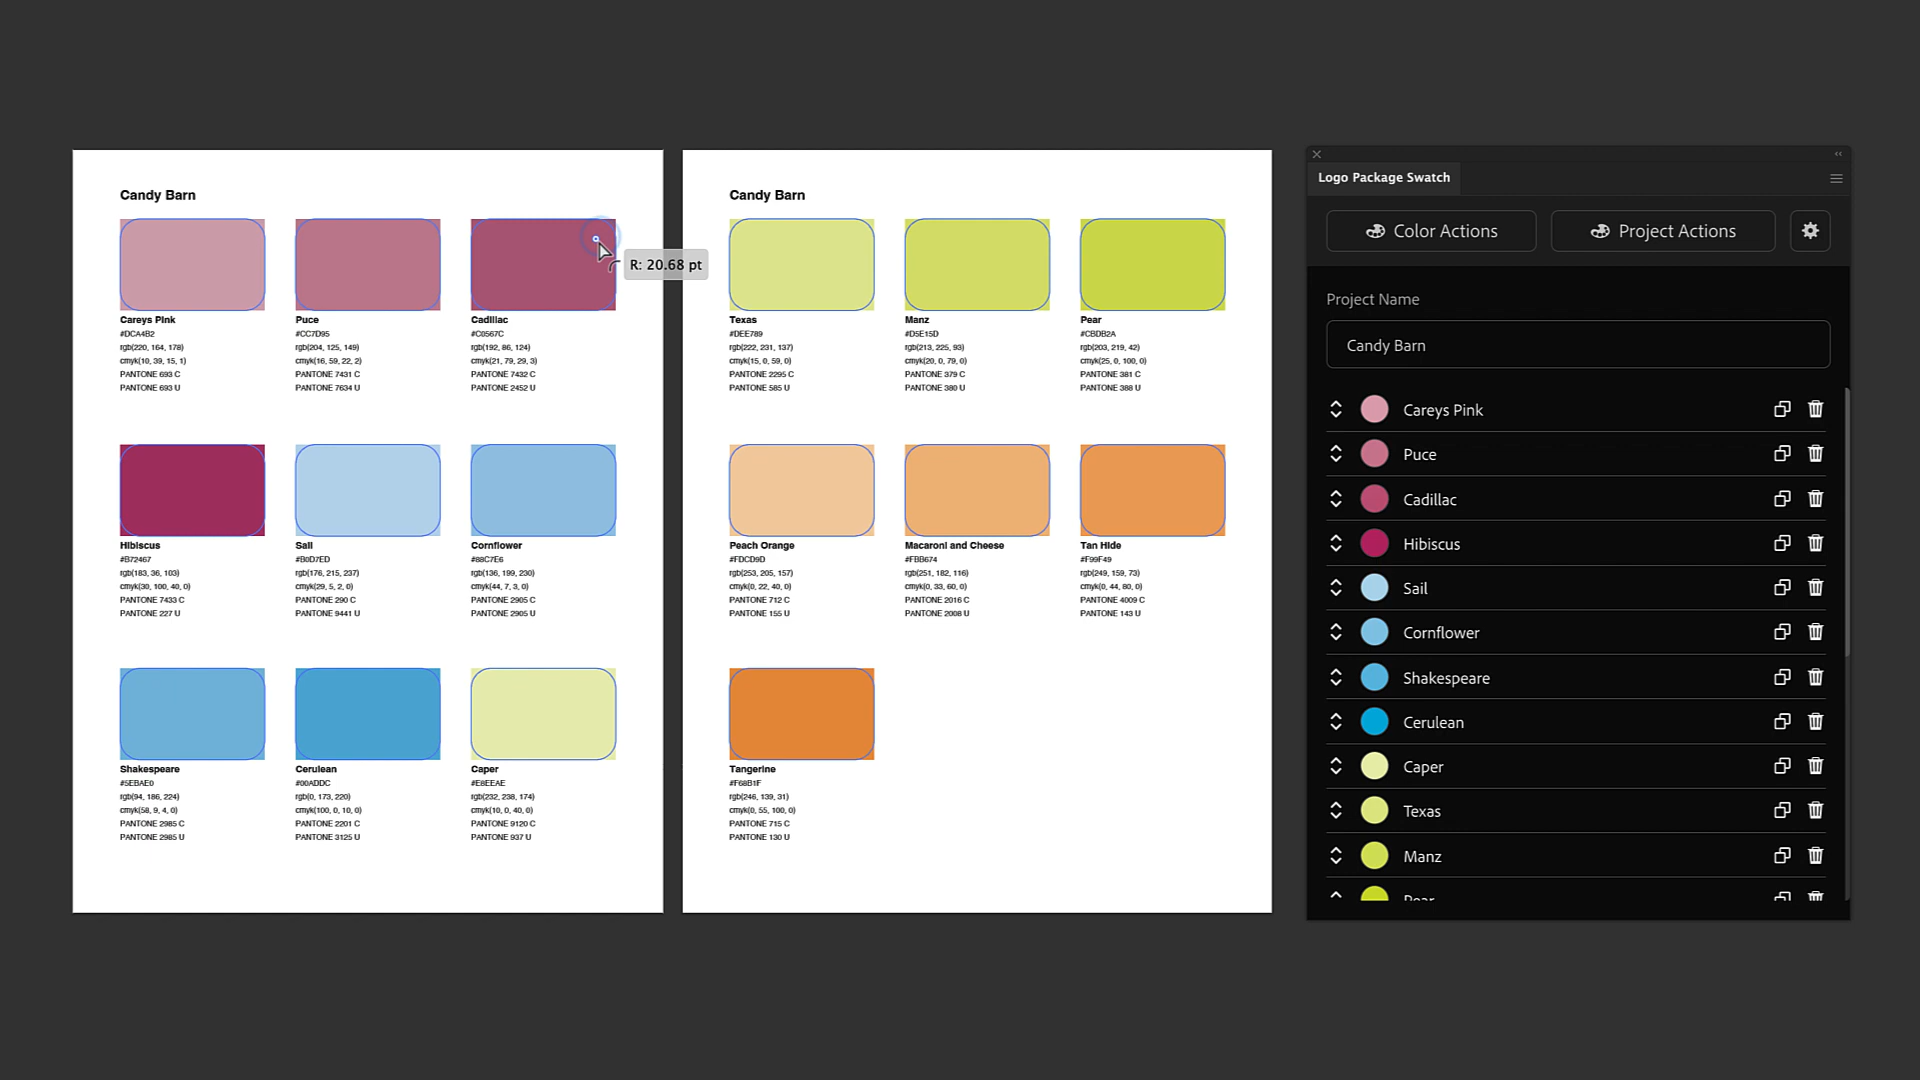 Candy Barn
Careys Pink
#DCA4B2
rgb(220, 164, 178)
cmyk(10, 39, 15, 1)
PANTONE 693 C
PANTONE 693 U
Puce
#CC7D95
rgb(204, 125, 149)
cmyk(16, 59, 22, 2)
PANTONE 7431 C
PANTONE 7634 U
Cadillac
#C0567C
rgb(192, 86, 124)
cmyk(21, 79, 29, 3)
PANTONE 7432 C
PANTONE 2452 U
R: 20.68 pt
Hibiscus
#B72467
rgb(183, 36, 103)
cmyk(30, 100, 40, 0)
PANTONE 7433 C
PANTONE 227 U
Sail
#B0D7ED
rgb(176, 215, 237)
cmyk(29, 5, 2, 0)
PANTONE 290 C
PANTONE 9441 U
Cornflower
#88C7E6
rgb(136, 199, 230)
cmyk(44, 7, 3, 0)
PANTONE 2905 C
PANTONE 2905 U
Shakespeare
#5EBAE0
rgb(94, 186, 224)
cmyk(58, 9, 4, 0)
PANTONE 2985 C
PANTONE 2985 U
Cerulean
#00ADDC
rgb(0, 173, 220)
cmyk(100, 0, 10, 0)
PANTONE 2201 C
PANTONE 3125 U
Caper
#E8EEAE
rgb(232, 238, 174)
cmyk(10, 0, 40, 0)
PANTONE 9120 C
PANTONE 937 U
Candy Barn
Texas
#DEE789
rgb(222, 231, 137)
cmyk(15, 0, 59, 0)
PANTONE 2295 C
PANTONE 585 U
Manz
#D5E15D
rgb(213, 225, 93)
cmyk(20, 0, 79, 0)
PANTONE 379 C
PANTONE 380 U
Pear
#CBDB2A
rgb(203, 219, 42)
cmyk(25, 0, 100, 0)
PANTONE 381 C
PANTONE 388 U
Peach Orange
#FDCD9D
rgb(253, 205, 157)
cmyk(0, 22, 40, 0)
PANTONE 712 C
PANTONE 155 U
Macaroni and Cheese
#FBB674
rgb(251, 182, 116)
cmyk(0, 33, 60, 0)
PANTONE 2016 C
PANTONE 2008 U
Tan Hide
#F99F49
rgb(249, 159, 73)
cmyk(0, 44, 80, 0)
PANTONE 4009 C
PANTONE 143 U
Tangerine
#F68B1F
rgb(246, 139, 31)
cmyk(0, 55, 100, 0)
PANTONE 715 C
PANTONE 130 U
Logo Package Swatch
Color Actions
Project Actions
Project Name
Candy Barn
Careys Pink
Puce
Cadillac
Hibiscus
Sail
Cornflower
Shakespeare
Cerulean
Caper
Texas
Manz
Pear